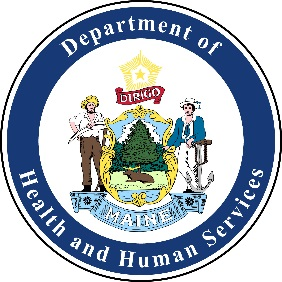 Department of
DIRIGO
MAINE
Health and Human Services